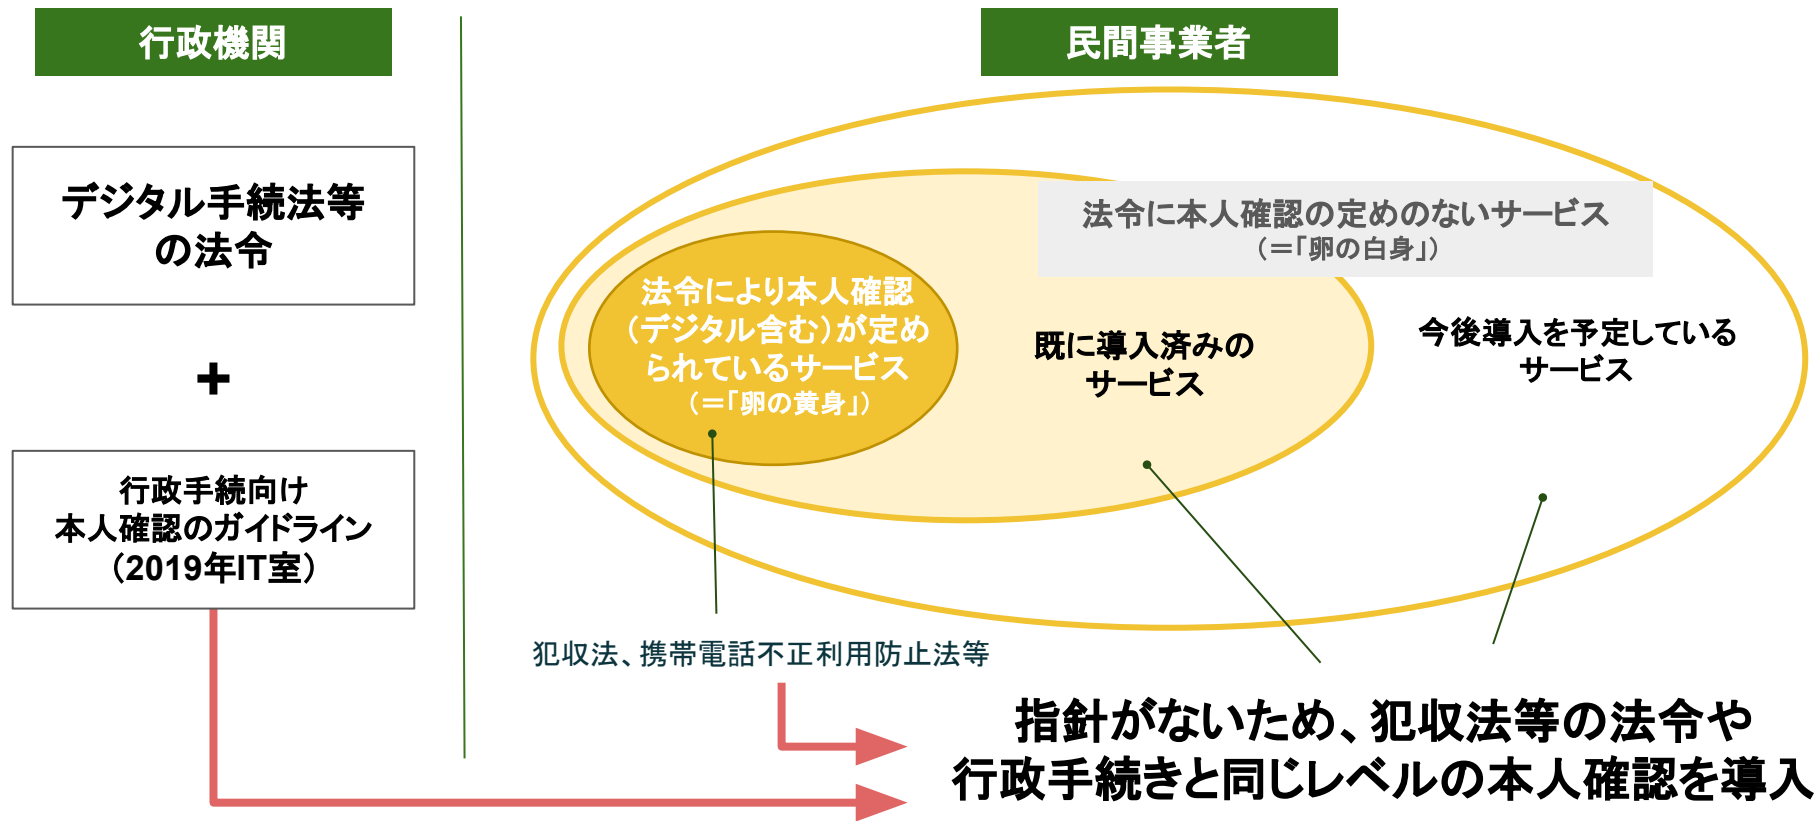 行政機関
デジタル手続法等
の法令
+
行政手続向け
本人確認のガイドライン
（2019年IT室）
民間事業者
法令に本人確認の定めのないサービス
（＝「卵の白身」）
法令により本人確認
（デジタル含む）が定め
られているサービス
（＝「卵の黄身」）
既に導入済みの
サービス
今後導入を予定している
サービス
犯収法、携帯電話不正利用防止法等
指針がないため、犯収法等の法令や
行政手続きと同じレベルの本人確認を導入